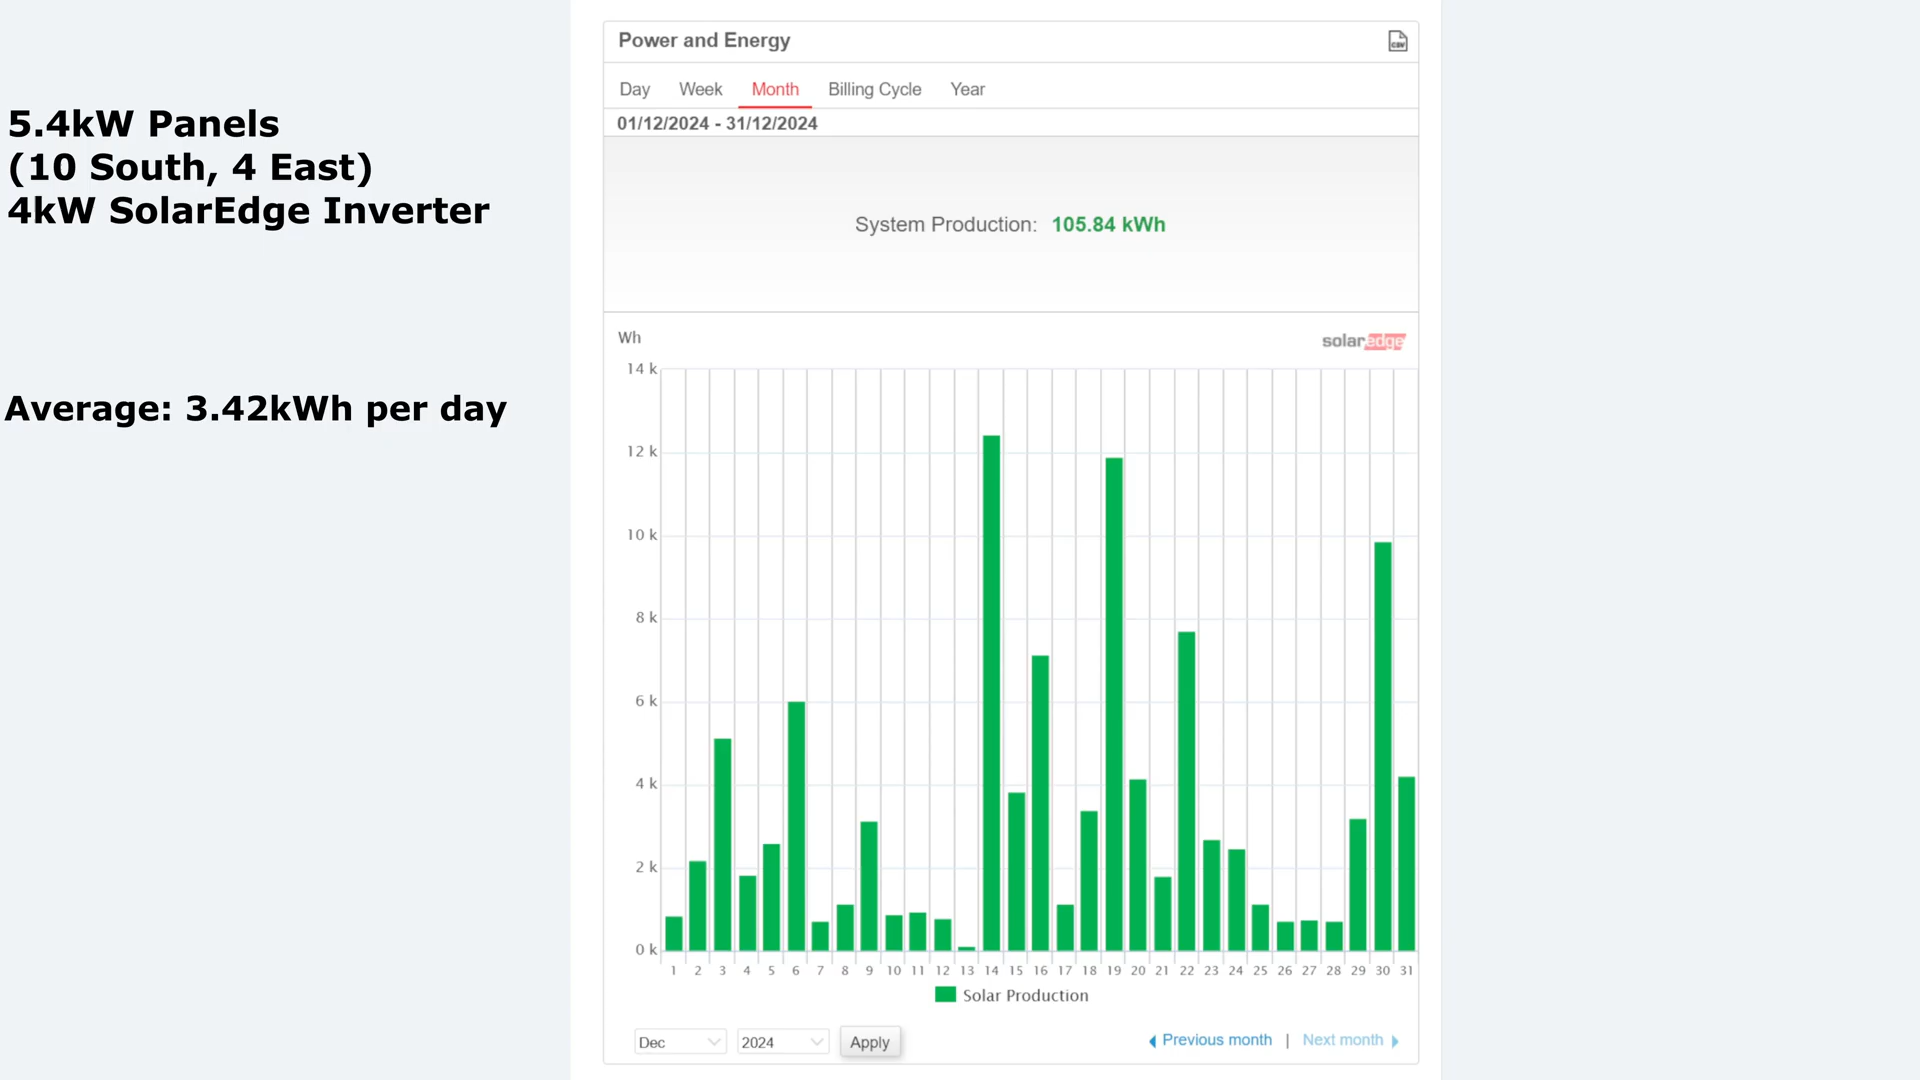 5.4kW Panels
(10 South, 4 East)
4kW SolarEdge Inverter
Average: 3.42kWh per day
Power and Energy
CSV
Day Week Month Billing Cycle Year
01/12/2024 - 31/12/2024
System Production: 105.84 kWh
Wh
solaredge
14 k
12 k
10 k
8 k
6 k
4 k
2 k
0 k
1 2 3 4 5 6 7 8 9 10 11 12 13 14 15 16 17 18 19 20 21 22 23 24 25 26 27 28 29 30 31
Solar Production
Dec 2024 Apply Previous month | Next month